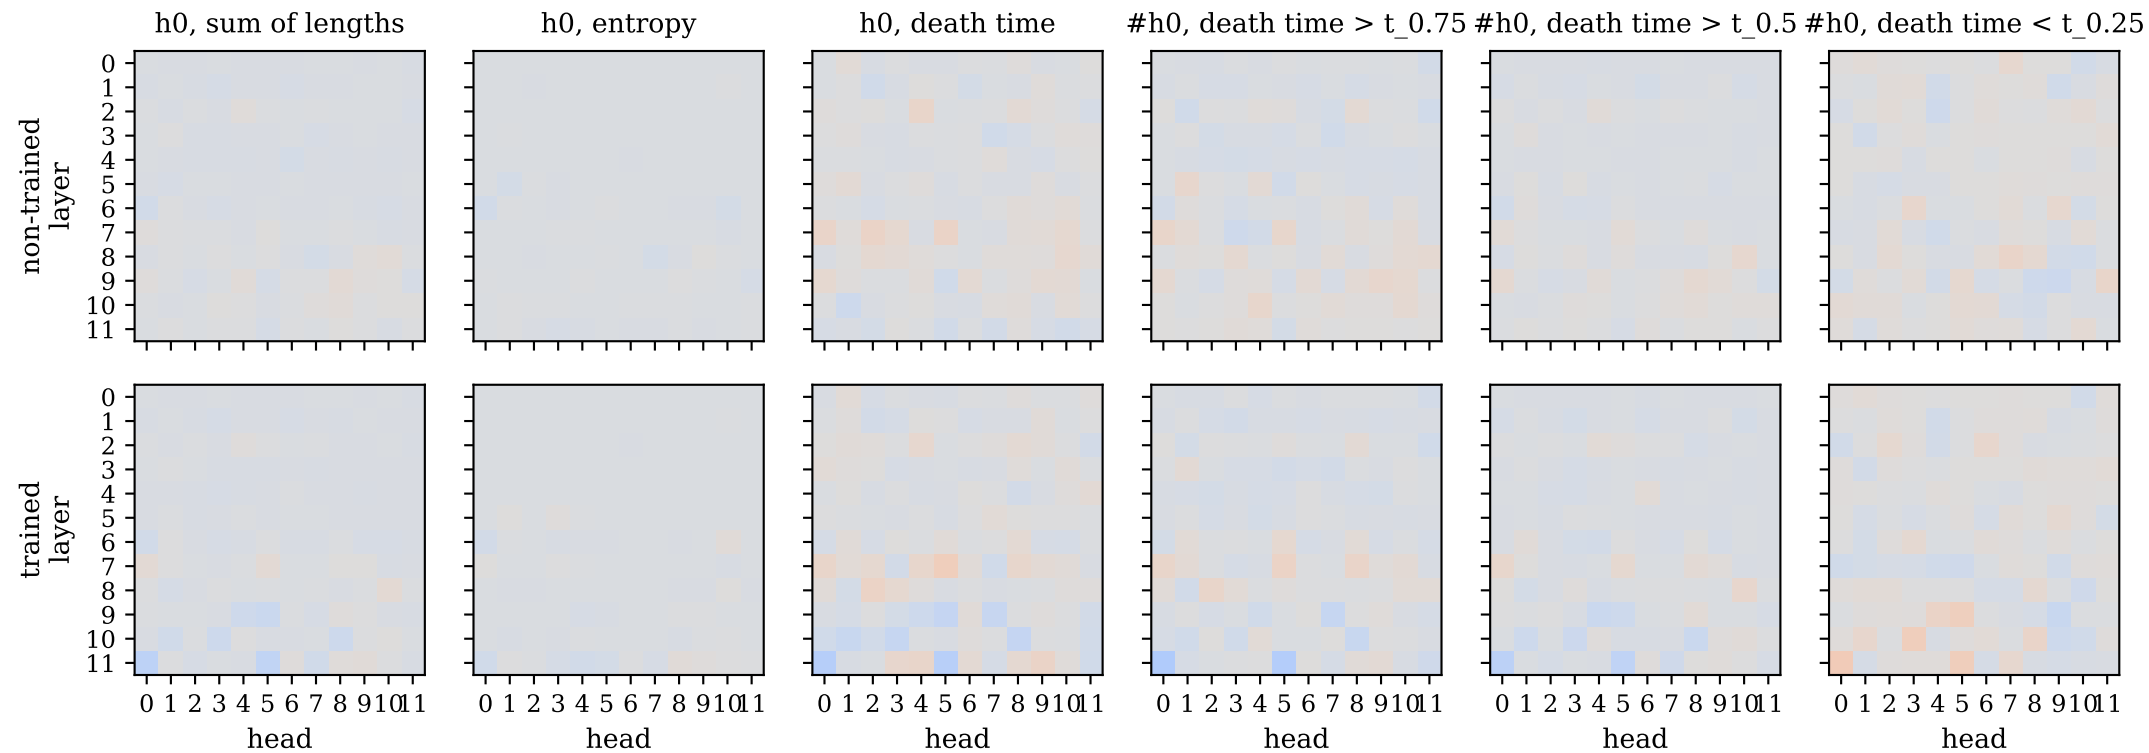 h0, sum of lengths
h0, entropy
h0, death time
#h0, death time > t_0.75
#h0, death time > t_0.5
#h0, death time < t_0.25
non-trained
layer
0
1
2
3
4
5
6
7
8
9
10
11
trained
layer
0
1
2
3
4
5
6
7
8
9
10
11
0 1 2 3 4 5 6 7 8 9 10 11
0 1 2 3 4 5 6 7 8 9 10 11
0 1 2 3 4 5 6 7 8 9 10 11
0 1 2 3 4 5 6 7 8 9 10 11
0 1 2 3 4 5 6 7 8 9 10 11
0 1 2 3 4 5 6 7 8 9 10 11
head
head
head
head
head
head